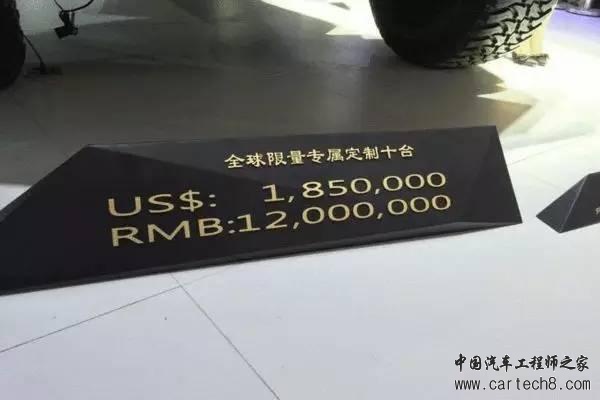 全球限量专属定制十台
US$: 1,850,000
RMB:12,000,000
中国汽车工程师之家
www.cartech8.com